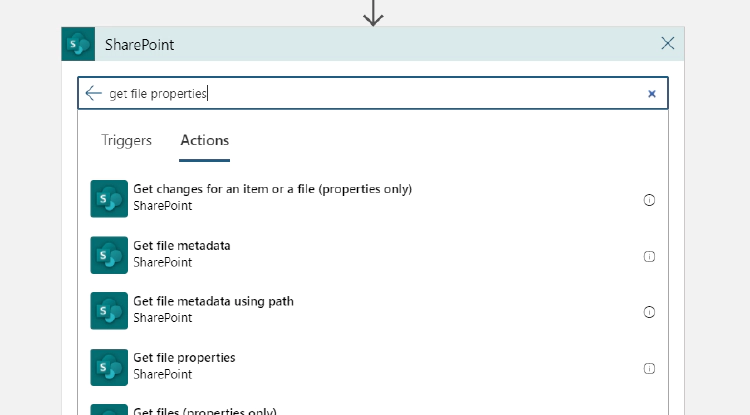 SharePoint
get file properties
Triggers Actions
Get changes for an item or a file (properties only)
SharePoint
Get file metadata
SharePoint
Get file metadata using path
SharePoint
Get file properties
SharePoint
Get files (properties only)